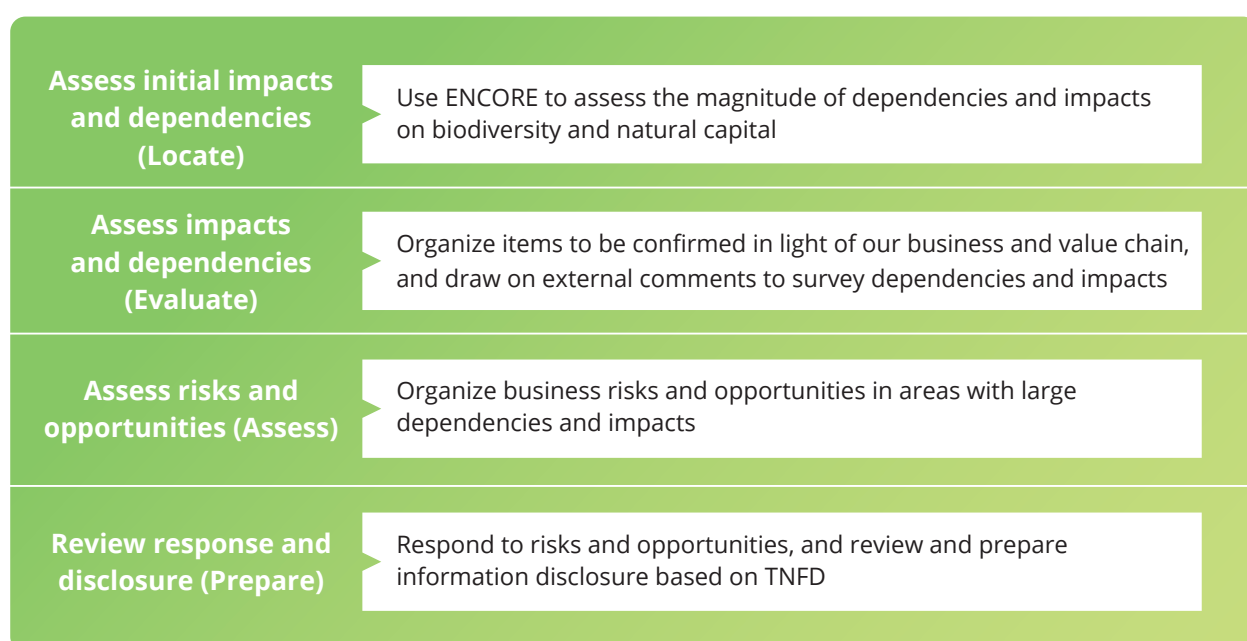 Assess initial impacts
and dependencies
(Locate)
Use ENCORE to assess the magnitude of dependencies and impacts
on biodiversity and natural capital
Assess impacts
and dependencies
(Evaluate)
Organize items to be confirmed in light of our business and value chain,
and draw on external comments to survey dependencies and impacts
Assess risks and
opportunities (Assess)
Organize business risks and opportunities in areas with large
dependencies and impacts
Review response and
disclosure (Prepare)
Respond to risks and opportunities, and review and prepare
information disclosure based on TNFD